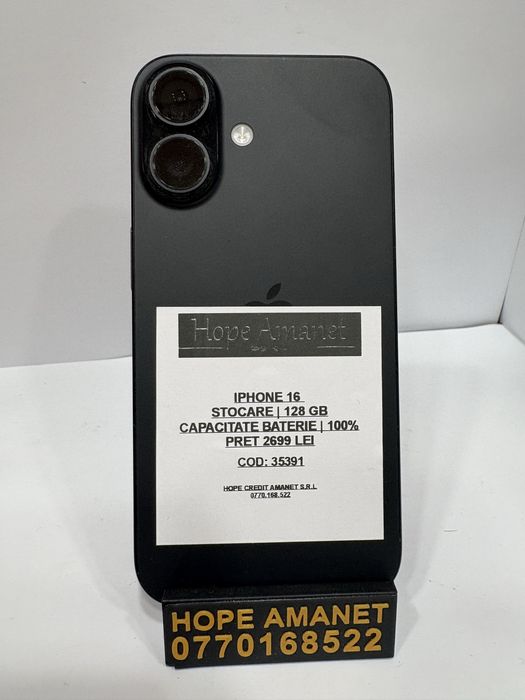 Hope Amanet
IPHONE 16
STOCARE | 128 GB
CAPACITATE BATERIE | 100%
PRET 2699 LEI
COD: 35391
HOPE CREDIT AMANET S.R.L
0770.168.522
HOPE AMANET
0770168522